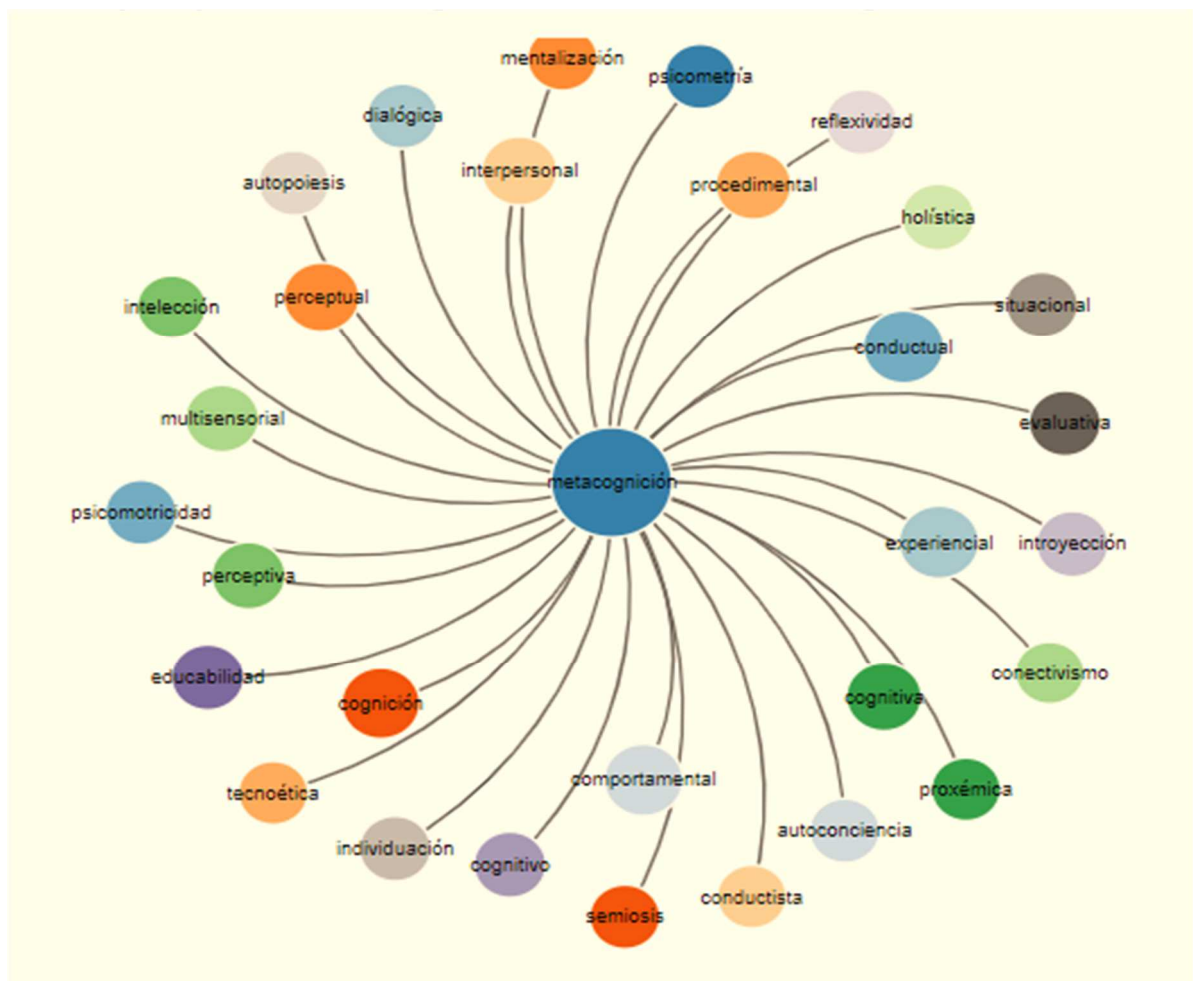 mentalización
psicometría
dialógica
reflexividad
interpersonal
autopoiesis
procedimental
holística
perceptual
intelección
situacional
conductual
multisensorial
evaluativa
metacognición
psicomotricidad
experiencial
introyección
perceptiva
educabilidad
conectivismo
cognición
cognitiva
comportamental
tecnoética
proxémica
autoconciencia
individuación
cognitivo
conductista
semiosis